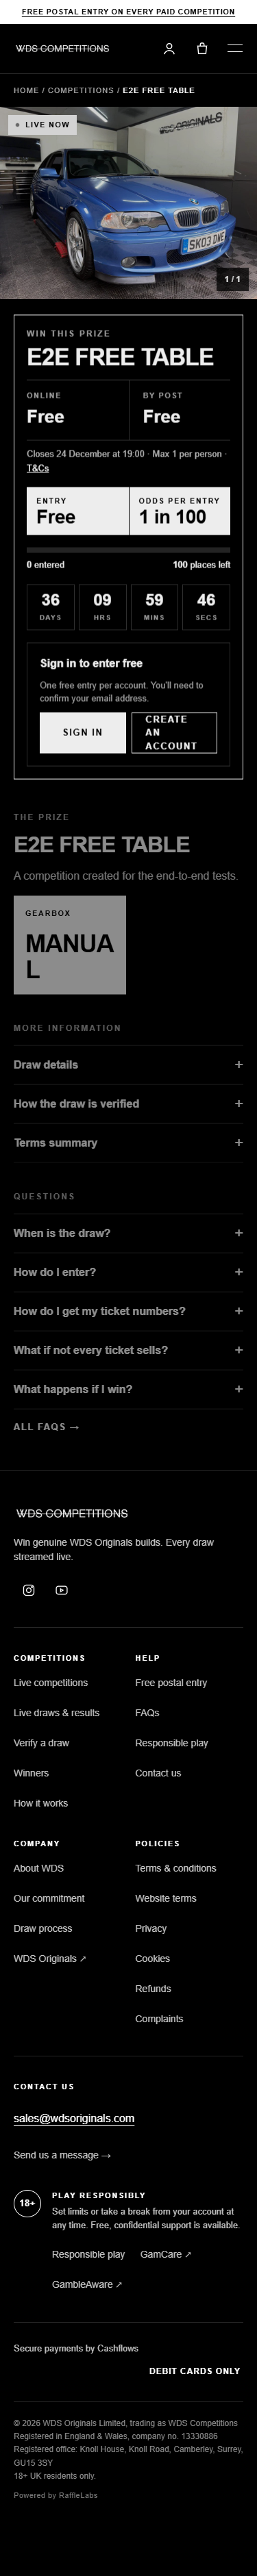 FREE POSTAL ENTRY ON EVERY PAID COMPETITION
WDS COMPETITIONS
HOME / COMPETITIONS / E2E FREE TABLE
LIVE NOW
WDS ORIGINALS
SK03 DNE
1 / 1
WIN THIS PRIZE
E2E FREE TABLE
ONLINE
Free
BY POST
Free
Closes 24 December at 19:00 · Max 1 per person ·
T&Cs
ENTRY
Free
ODDS PER ENTRY
1 in 100
0 entered
100 places left
36
DAYS
09
HRS
59
MINS
46
SECS
Sign in to enter free
One free entry per account. You'll need to
confirm your email address.
SIGN IN
CREATE
AN
ACCOUNT
THE PRIZE
E2E FREE TABLE
A competition created for the end-to-end tests.
GEARBOX
MANUA
L
MORE INFORMATION
Draw details +
How the draw is verified +
Terms summary +
QUESTIONS
When is the draw? +
How do I enter? +
How do I get my ticket numbers? +
What if not every ticket sells? +
What happens if I win? +
ALL FAQS →
WDS COMPETITIONS
Win genuine WDS Originals builds. Every draw
streamed live.
COMPETITIONS
Live competitions
Live draws & results
Verify a draw
Winners
How it works
HELP
Free postal entry
FAQs
Responsible play
Contact us
COMPANY
About WDS
Our commitment
Draw process
WDS Originals ↗
POLICIES
Terms & conditions
Website terms
Privacy
Cookies
Refunds
Complaints
CONTACT US
sales@wdsoriginals.com
Send us a message →
18+
PLAY RESPONSIBLY
Set limits or take a break from your account at
any time. Free, confidential support is available.
Responsible play
GamCare ↗
GambleAware ↗
Secure payments by Cashflows
DEBIT CARDS ONLY
© 2026 WDS Originals Limited, trading as WDS Competitions
Registered in England & Wales, company no. 13330886
Registered office: Knoll House, Knoll Road, Camberley, Surrey,
GU15 3SY
18+ UK residents only.
Powered by RaffleLabs